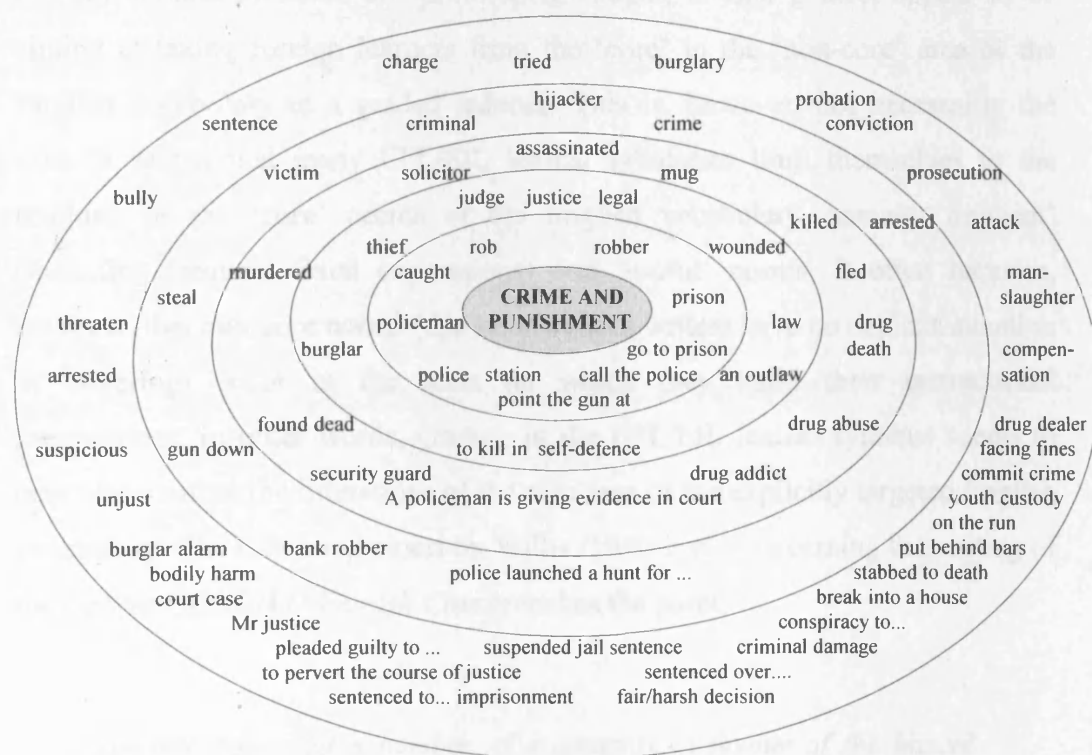 charge tried burglary
hijacker probation
sentence criminal crime conviction
assassinated
victim solicitor mug prosecution
bully judge justice legal
killed arrested attack
thief rob robber wounded
murdered caught fled man-
steal CRIME AND prison slaughter
threaten policeman PUNISHMENT law drug
burglar go to prison death compen-
arrested police station call the police an outlaw sation
point the gun at
found dead drug abuse drug dealer
suspicious gun down to kill in self-defence facing fines
security guard drug addict commit crime
unjust A policeman is giving evidence in court youth custody
on the run
burglar alarm bank robber put behind bars
bodily harm police launched a hunt for ... stabbed to death
court case break into a house
Mr justice conspiracy to...
pleaded guilty to ... suspended jail sentence criminal damage
to pervert the course of justice sentenced over....
sentenced to... imprisonment fair/harsh decision